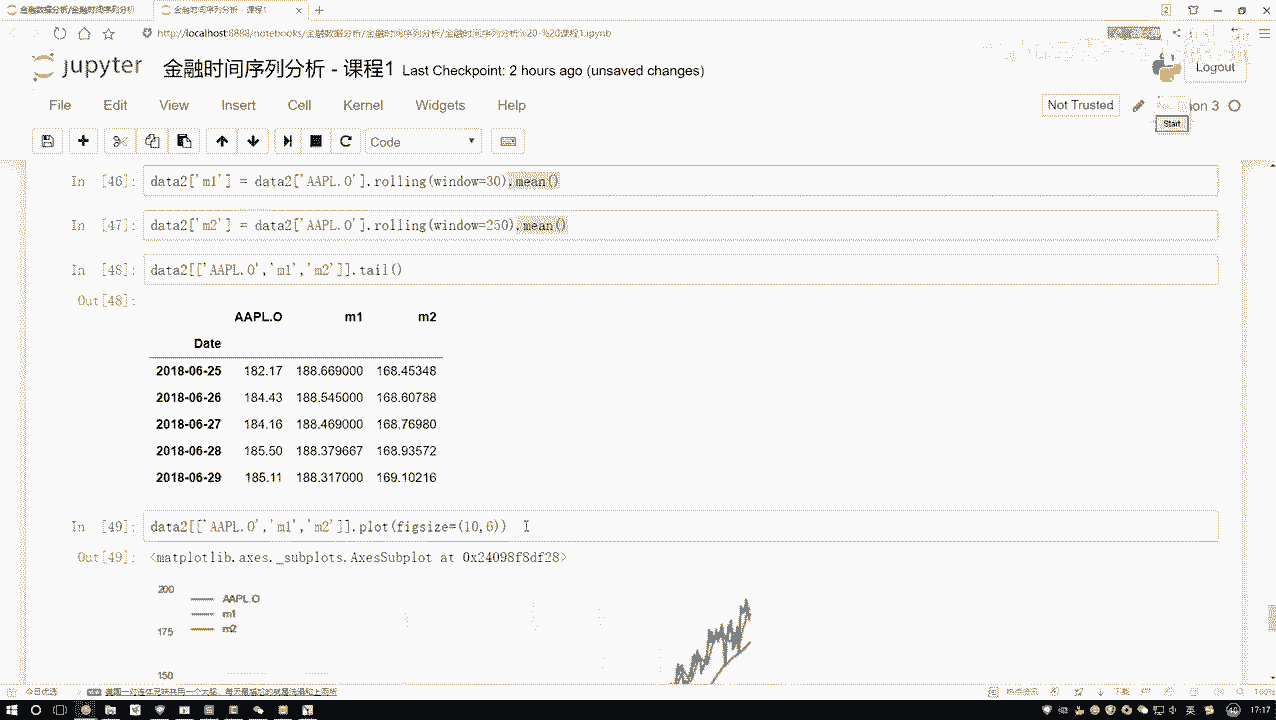 金融数据分析/金融时间序列分析
金融时间序列分析 - 课程1
http://localhost:8888/notebooks/金融数据分析/金融时间序列分析/金融时间序列分析%20-%20课程1.ipynb
jupyter 金融时间序列分析 - 课程1 Last Checkpoint: 2 hours ago (unsaved changes)
Logout
File Edit View Insert Cell Kernel Widgets Help
Not Trusted
on 3
Start
Code
In [46]: data2['m1'] = data2['AAPL.O'].rolling(window=30).mean()
In [47]: data2['m2'] = data2['AAPL.O'].rolling(window=250).mean()
In [48]: data2[['AAPL.O','m1','m2']].tail()
Out[48]:
AAPL.O m1 m2
Date
2018-06-25 182.17 188.669000 168.45348
2018-06-26 184.43 188.545000 168.60788
2018-06-27 184.16 188.469000 168.76980
2018-06-28 185.50 188.379667 168.93572
2018-06-29 185.11 188.317000 169.10216
In [49]: data2[['AAPL.O','m1','m2']].plot(figsize=(10,6))
Out[49]: <matplotlib.axes._subplots.AxesSubplot at 0x24098f8df28>
200
AAPL.O
m1
m2
175
150
今日优选
热点资讯
下载
100%
英
17:17